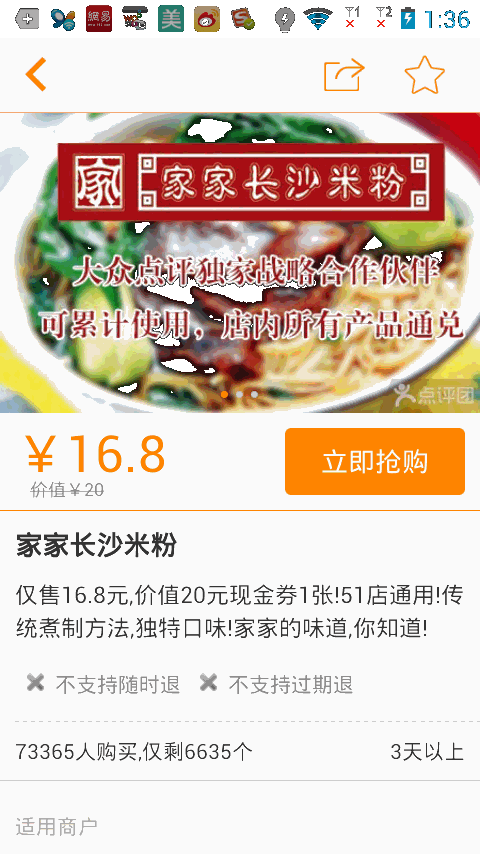 網易
美
1
2
1:36
家
家家长沙米粉
大众点评独家战略合作伙伴
可累计使用，店内所有产品通兑
点评团
￥16.8
立即抢购
价值￥20
家家长沙米粉
仅售16.8元,价值20元现金券1张!51店通用!传
统煮制方法,独特口味!家家的味道,你知道!
不支持随时退 不支持过期退
73365人购买,仅剩6635个 3天以上
适用商户